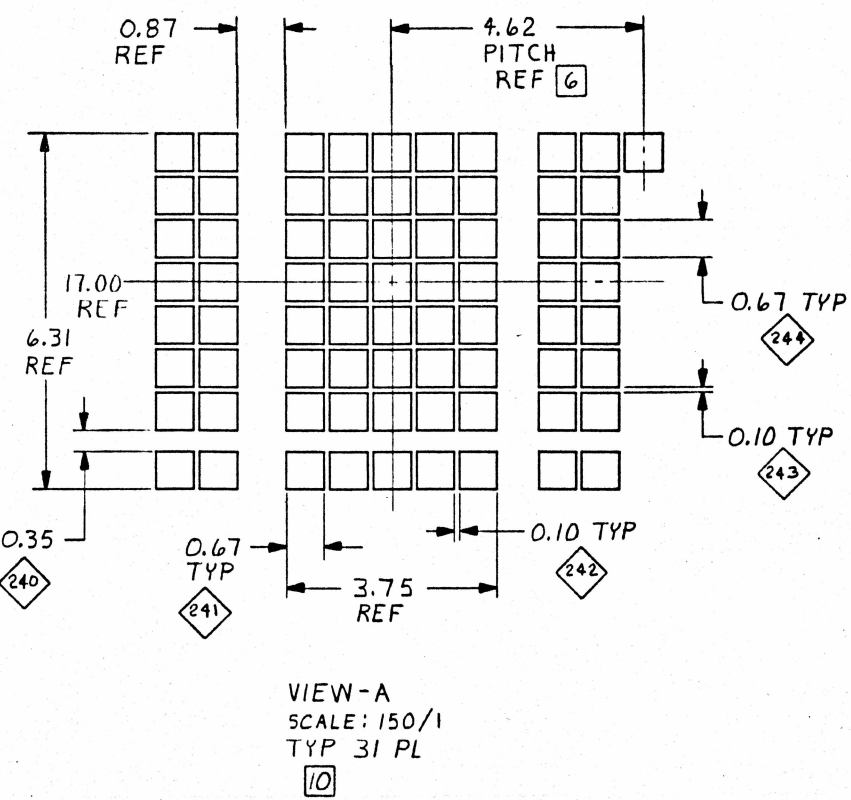 0.87
REF
4.62
PITCH
REF 6
17.00
REF
6.31
REF
0.67 TYP
244
0.10 TYP
243
0.35
240
0.67
TYP
241
0.10 TYP
242
3.75
REF
VIEW-A
SCALE: 150/1
TYP 31 PL
10